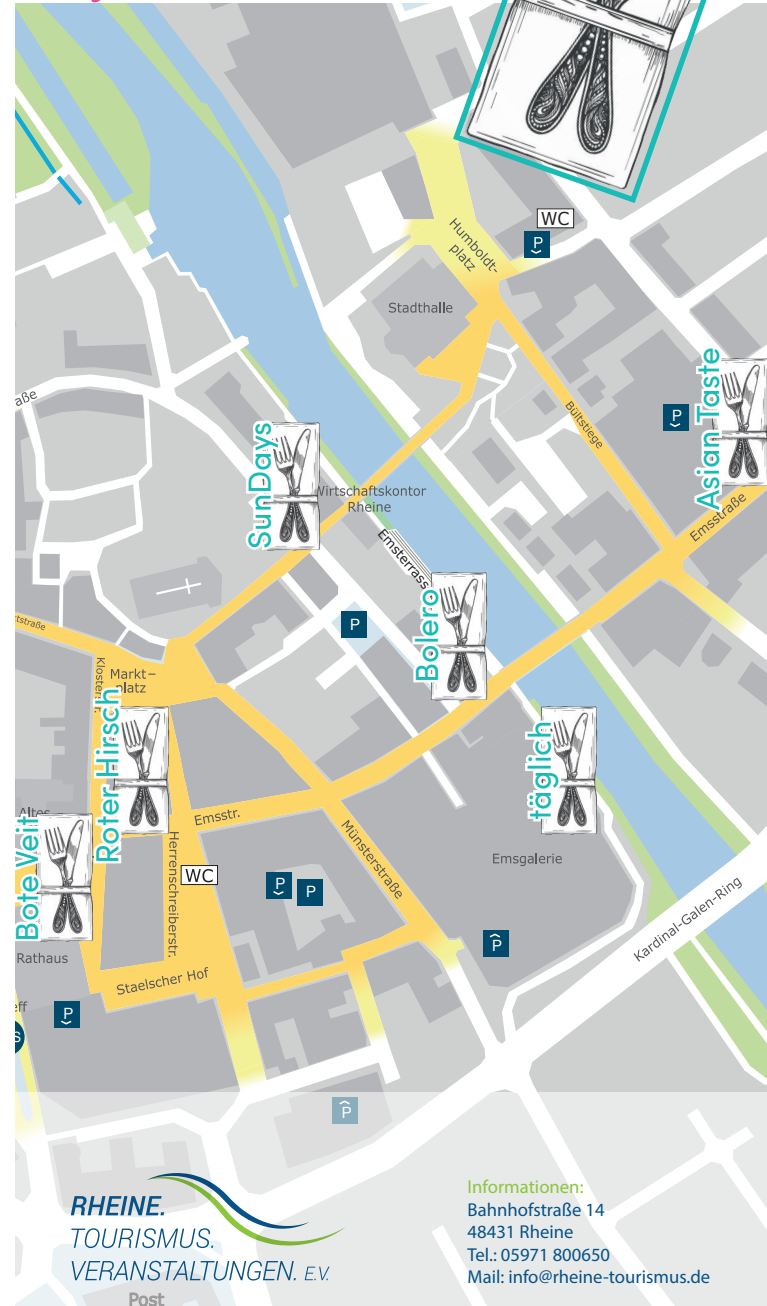 WC
P
Humboldt-
platz
Stadthalle
aße
Bültstiege
P
Asian Taste
SunDays
Wirtschaftskontor
Rheine
Emsstraße
Emsterrass
P
Bolero
Markt–
platz
Roter Hirsch
täglich
Altes
Emsstr.
Münsterstraße
Herrenschreiberstr.
Bote Veit
WC
P
P
Emsgalerie
Kardinal-Galen-Ring
P
Rathaus
Staelscher Hof
eff
P
S
P
RHEINE.
TOURISMUS.
VERANSTALTUNGEN. E.V.
Informationen:
Bahnhofstraße 14
48431 Rheine
Tel.: 05971 800650
Mail: info@rheine-tourismus.de
Post